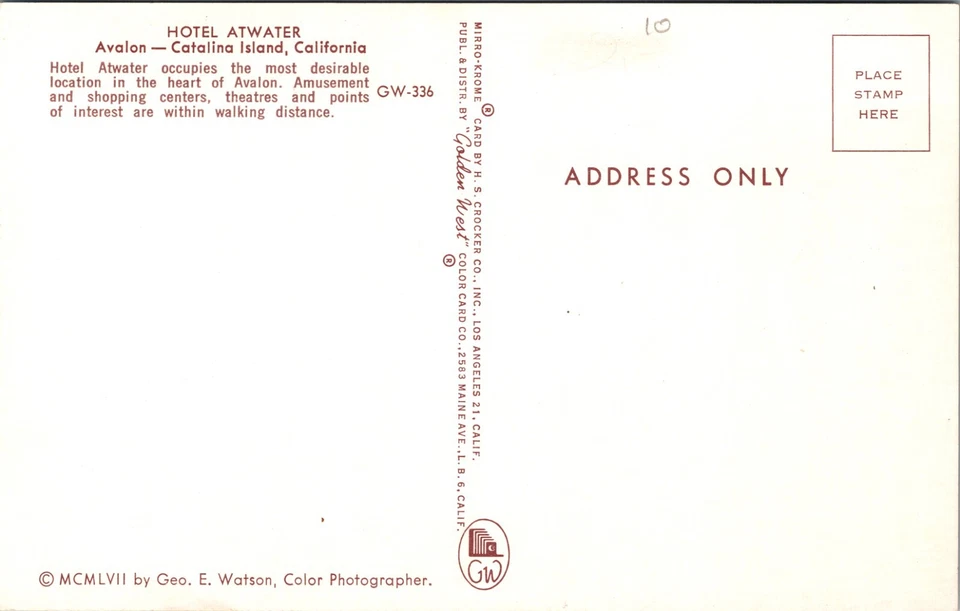 HOTEL ATWATER
Avalon — Catalina Island, California
Hotel Atwater occupies the most desirable
location in the heart of Avalon. Amusement
and shopping centers, theatres and points
of interest are within walking distance.
GW-336
MIRRO-KROME ® CARD BY H. S. CROCKER CO., INC., LOS ANGELES 21, CALIF.
PUBL. & DISTR. BY "Golden West" ® COLOR CARD CO., 2583 MAINE AVE., L. B. 6, CALIF.
GW
10
PLACE
STAMP
HERE
ADDRESS ONLY
© MCMLVII by Geo. E. Watson, Color Photographer.